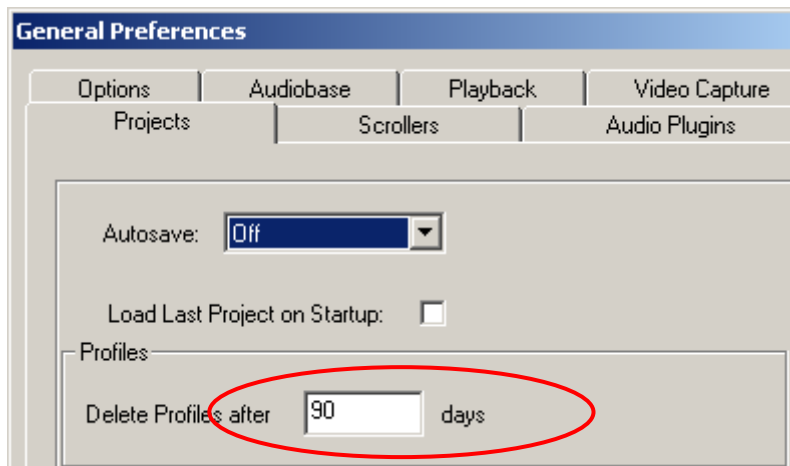 General Preferences
Options Audiobase Playback Video Capture
Projects Scrollers Audio Plugins
Autosave: Off
Load Last Project on Startup:
Profiles
Delete Profiles after 90 days